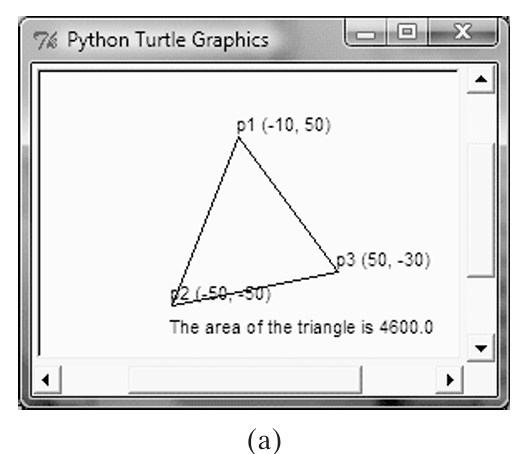 Python Turtle Graphics
p1 (-10, 50)
p3 (50, -30)
p2 (-50, -50)
The area of the triangle is 4600.0
(a)